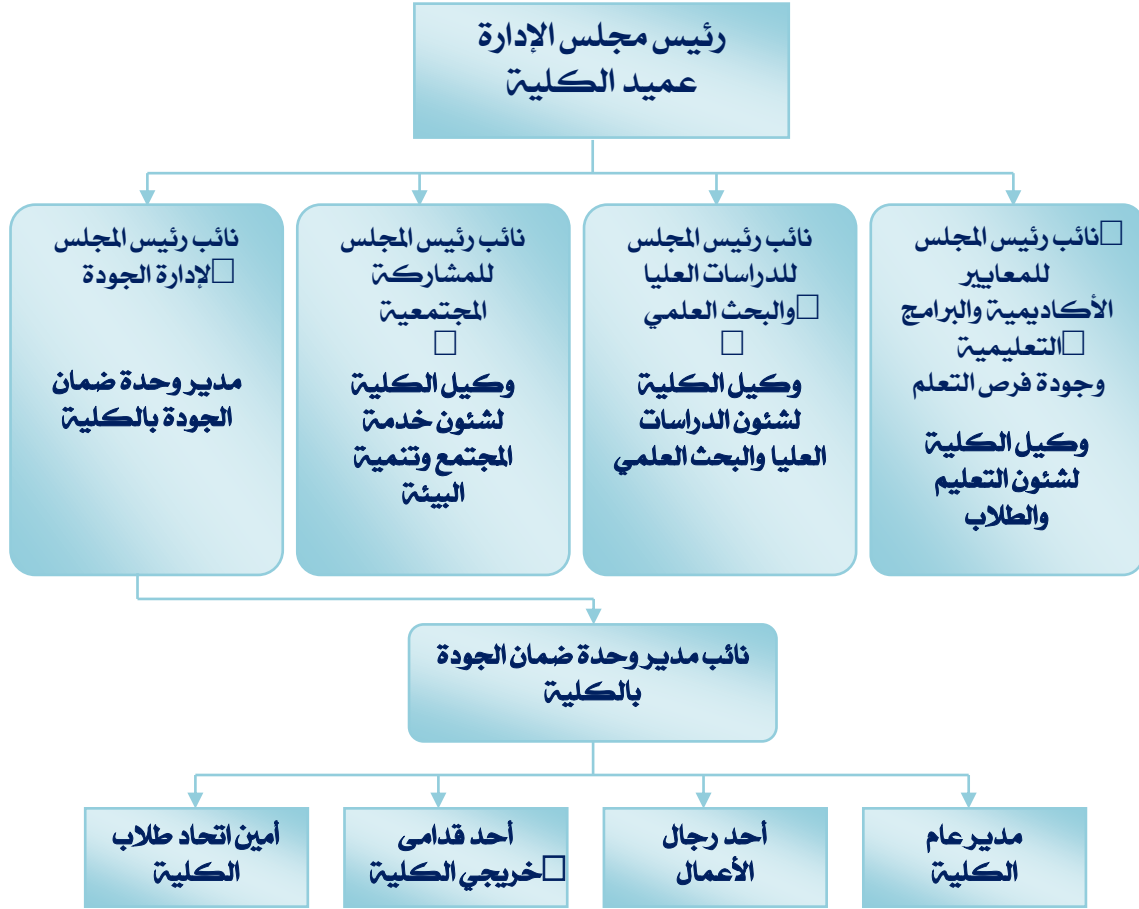 رئيس مجلس الإدارة
عميد الكلية
نائب رئيس المجلس
للمعايير
الأكاديمية والبرامج
التعليمية
وجودة فرص التعلم
وكيل الكلية
لشئون التعليم
والطلاب
نائب رئيس المجلس
للدراسات العليا
والبحث العلمي
وكيل الكلية
لشئون الدراسات
العليا والبحث العلمي
نائب رئيس المجلس
للمشاركة
المجتمعية
وكيل الكلية
لشئون خدمة
المجتمع وتنمية
البيئة
نائب رئيس المجلس
لإدارة الجودة
مدير وحدة ضمان
الجودة بالكلية
نائب مدير وحدة ضمان الجودة
بالكلية
مدير عام
الكلية
أحد رجال
الأعمال
أحد قدامى
خريجي الكلية
أمين اتحاد طلاب
الكلية